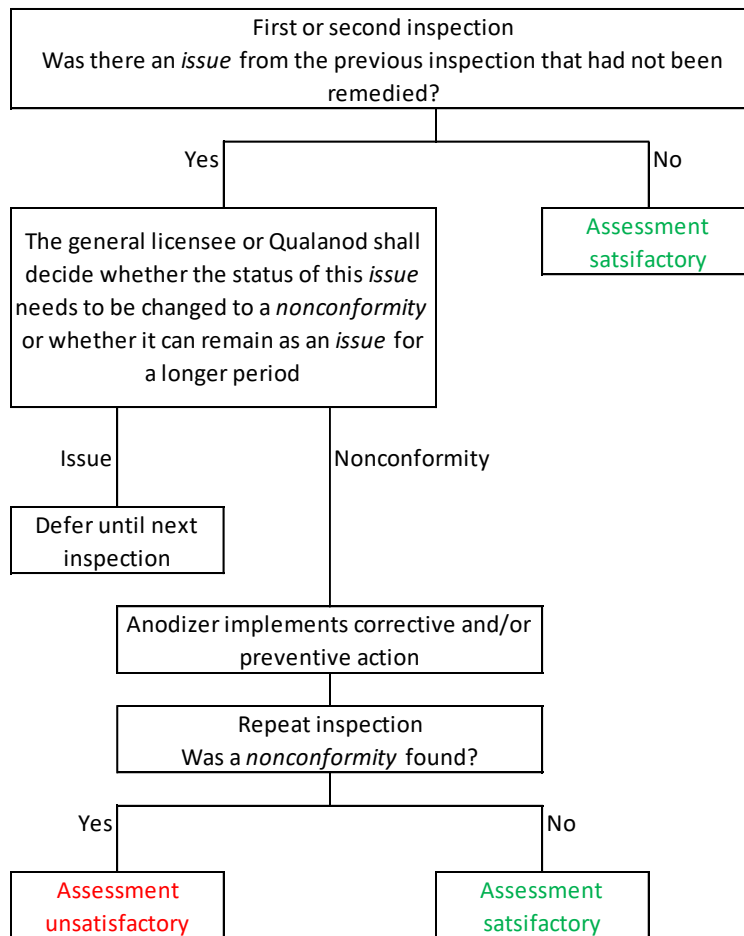 First or second inspection
Was there an issue from the previous inspection that had not been
remedied?
Yes
No
The general licensee or Qualanod shall
decide whether the status of this issue
needs to be changed to a nonconformity
or whether it can remain as an issue for
a longer period
Assessment
satsifactory
Issue
Nonconformity
Defer until next
inspection
Anodizer implements corrective and/or
preventive action
Repeat inspection
Was a nonconformity found?
Yes
No
Assessment
unsatisfactory
Assessment
satsifactory